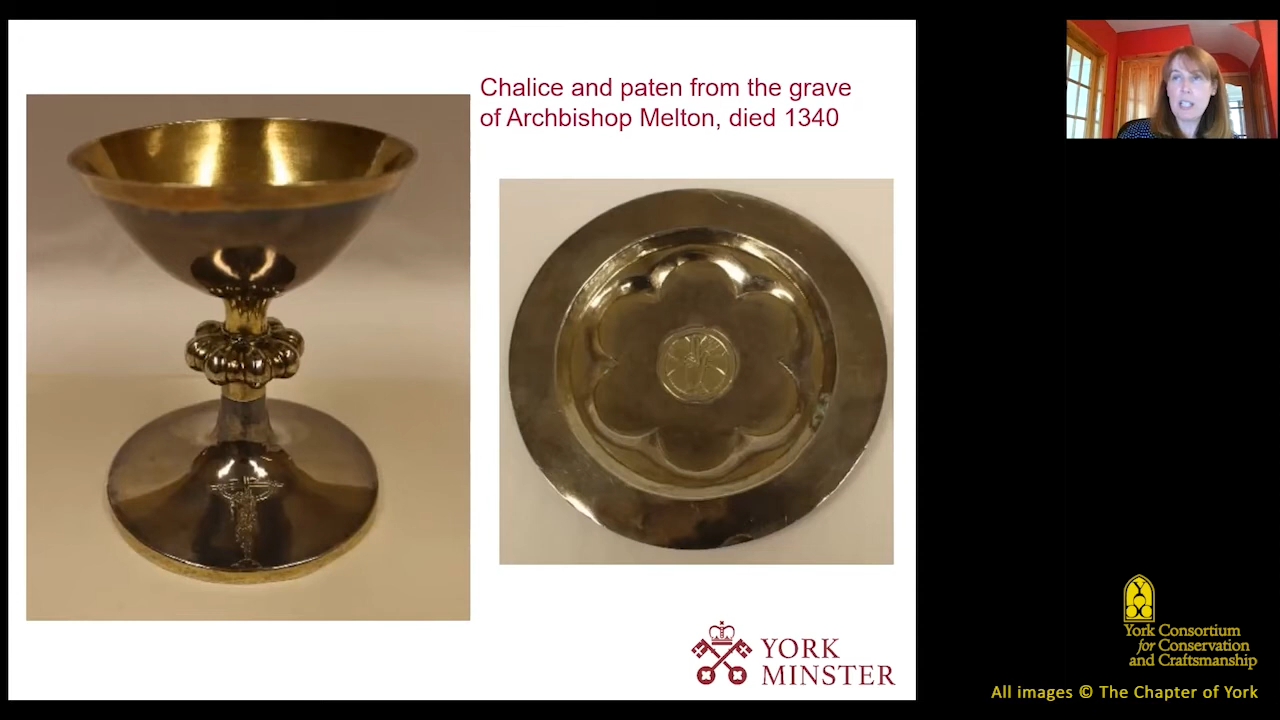 Chalice and paten from the grave
of Archbishop Melton, died 1340
YORK
MINSTER
York Consortium
for Conservation
and Craftsmanship
All images © The Chapter of York